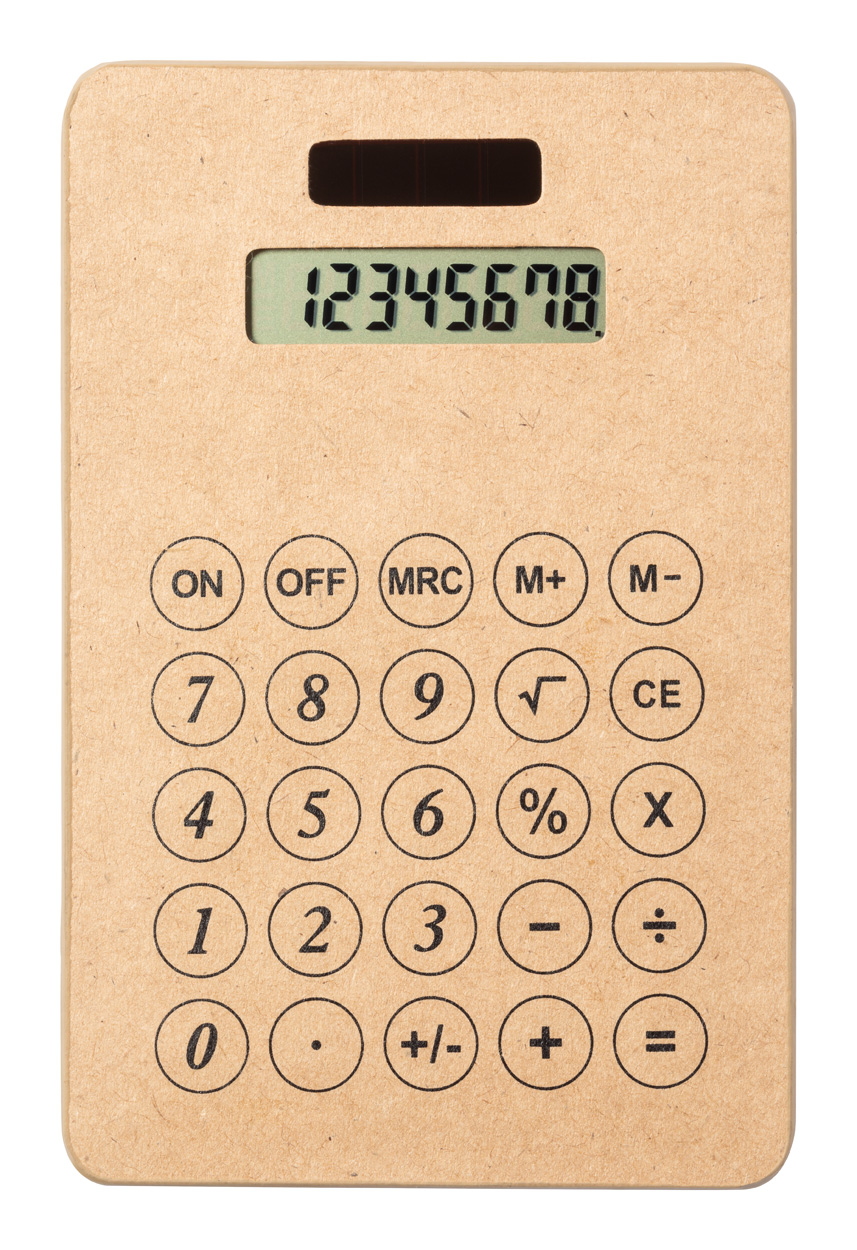 12345678.
ON OFF MRC M+ M-
7 8 9 √ CE
4 5 6 % X
1 2 3 - ÷
0 · +/- + =